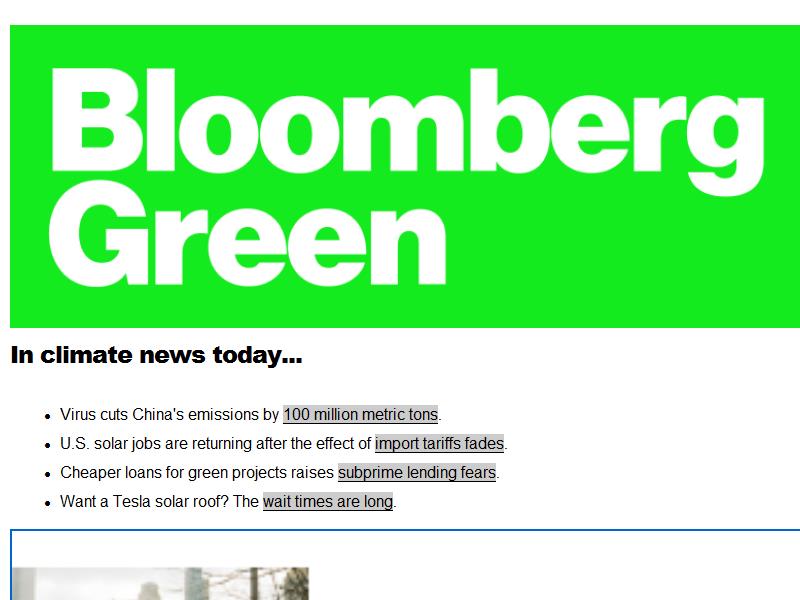 Bloomberg
Green
In climate news today...
• Virus cuts China's emissions by 100 million metric tons.
• U.S. solar jobs are returning after the effect of import tariffs fades.
• Cheaper loans for green projects raises subprime lending fears.
• Want a Tesla solar roof? The wait times are long.